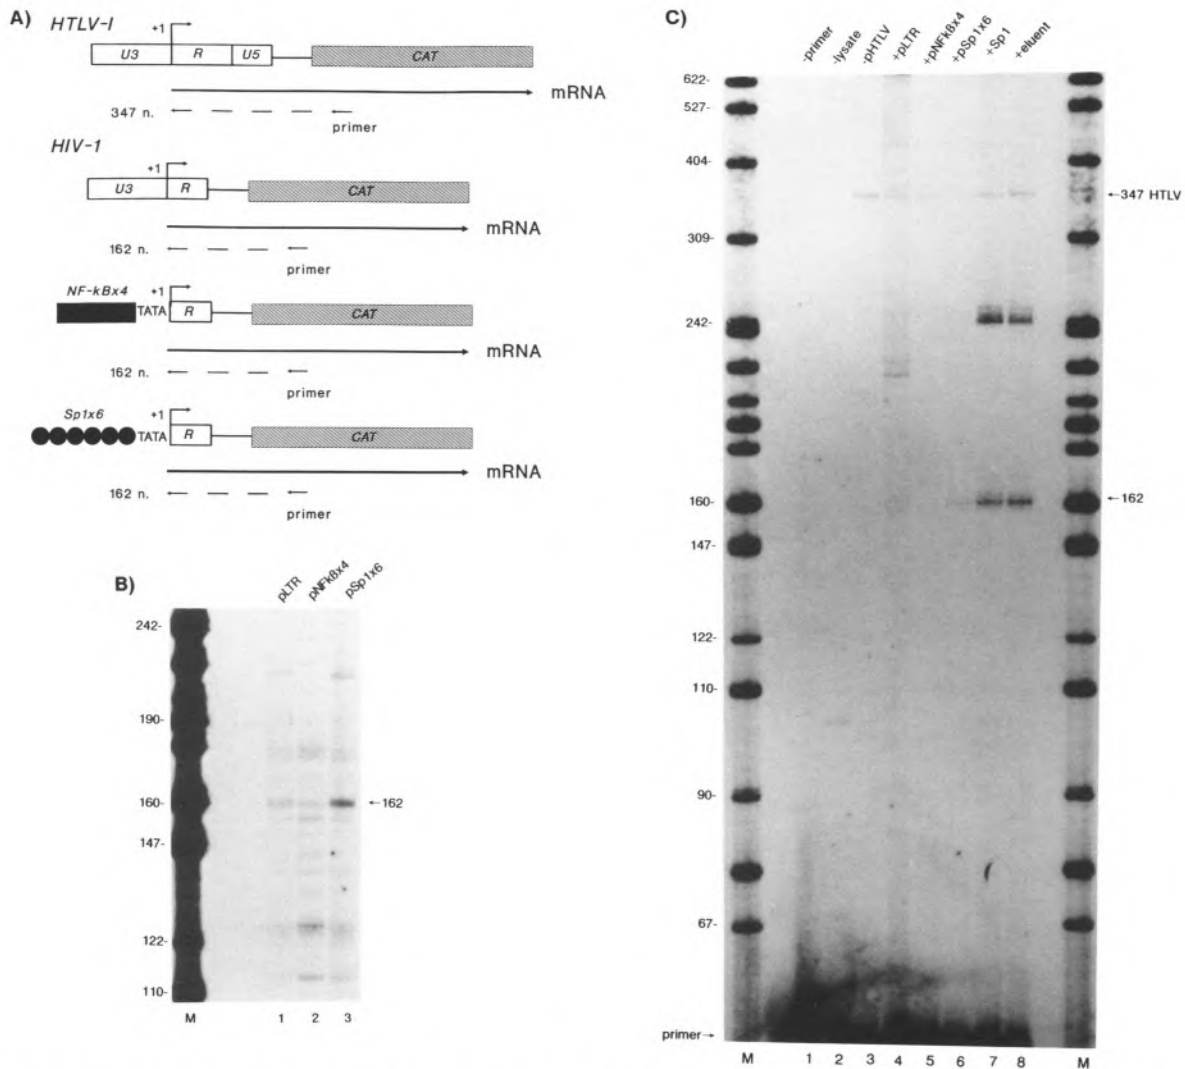 A)
HTLV-I
+1
U3 R U5 CAT
mRNA
347 n.
primer
HIV-1
+1
U3 R CAT
mRNA
162 n.
primer
NF-kBx4
+1
TATA R CAT
mRNA
162 n.
primer
Sp1x6
+1
TATA R CAT
mRNA
162 n.
primer
B)
pLTR pNFkBx4 pSp1x6
242-
190-
160- ←162
147-
122-
110-
M 1 2 3
C)
-primer -lysate -pHTLV +pLTR +pNFkBx4 +pSp1x6 +Sp1 +eluent
622-
527-
404-
←347 HTLV
309-
242-
160- ←162
147-
122-
110-
90-
67-
primer→
M 1 2 3 4 5 6 7 8 M